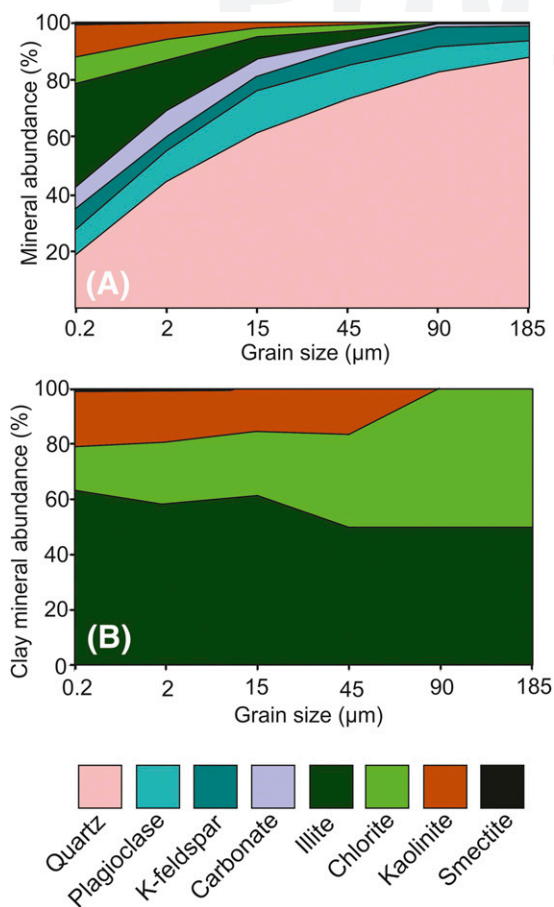 Mineral abundance (%)
100
80
60
40
20
(A)
0.2 2 15 45 90 185
Grain size (µm)
Clay mineral abundance (%)
100
80
60
40
20
0
(B)
0.2 2 15 45 90 185
Grain size (µm)
Quartz
Plagioclase
K-feldspar
Carbonate
Illite
Chlorite
Kaolinite
Smectite